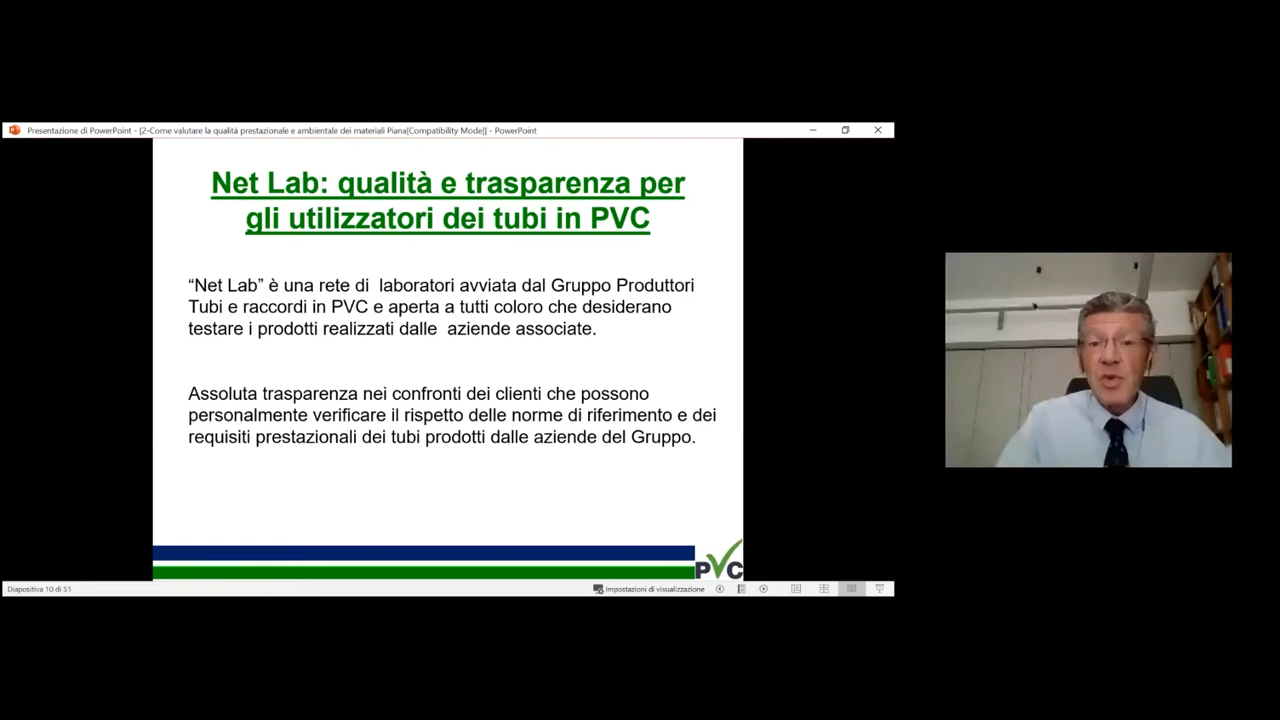 Presentazione di PowerPoint - [2-Come valutare la qualità prestazionale e ambientale dei materiali Piana[Compatibility Mode]] - PowerPoint
Net Lab: qualità e trasparenza per
gli utilizzatori dei tubi in PVC
“Net Lab” è una rete di laboratori avviata dal Gruppo Produttori
Tubi e raccordi in PVC e aperta a tutti coloro che desiderano
testare i prodotti realizzati dalle aziende associate.
Assoluta trasparenza nei confronti dei clienti che possono
personalmente verificare il rispetto delle norme di riferimento e dei
requisiti prestazionali dei tubi prodotti dalle aziende del Gruppo.
PVC
Diapositiva 10 di 51
Impostazioni di visualizzazione